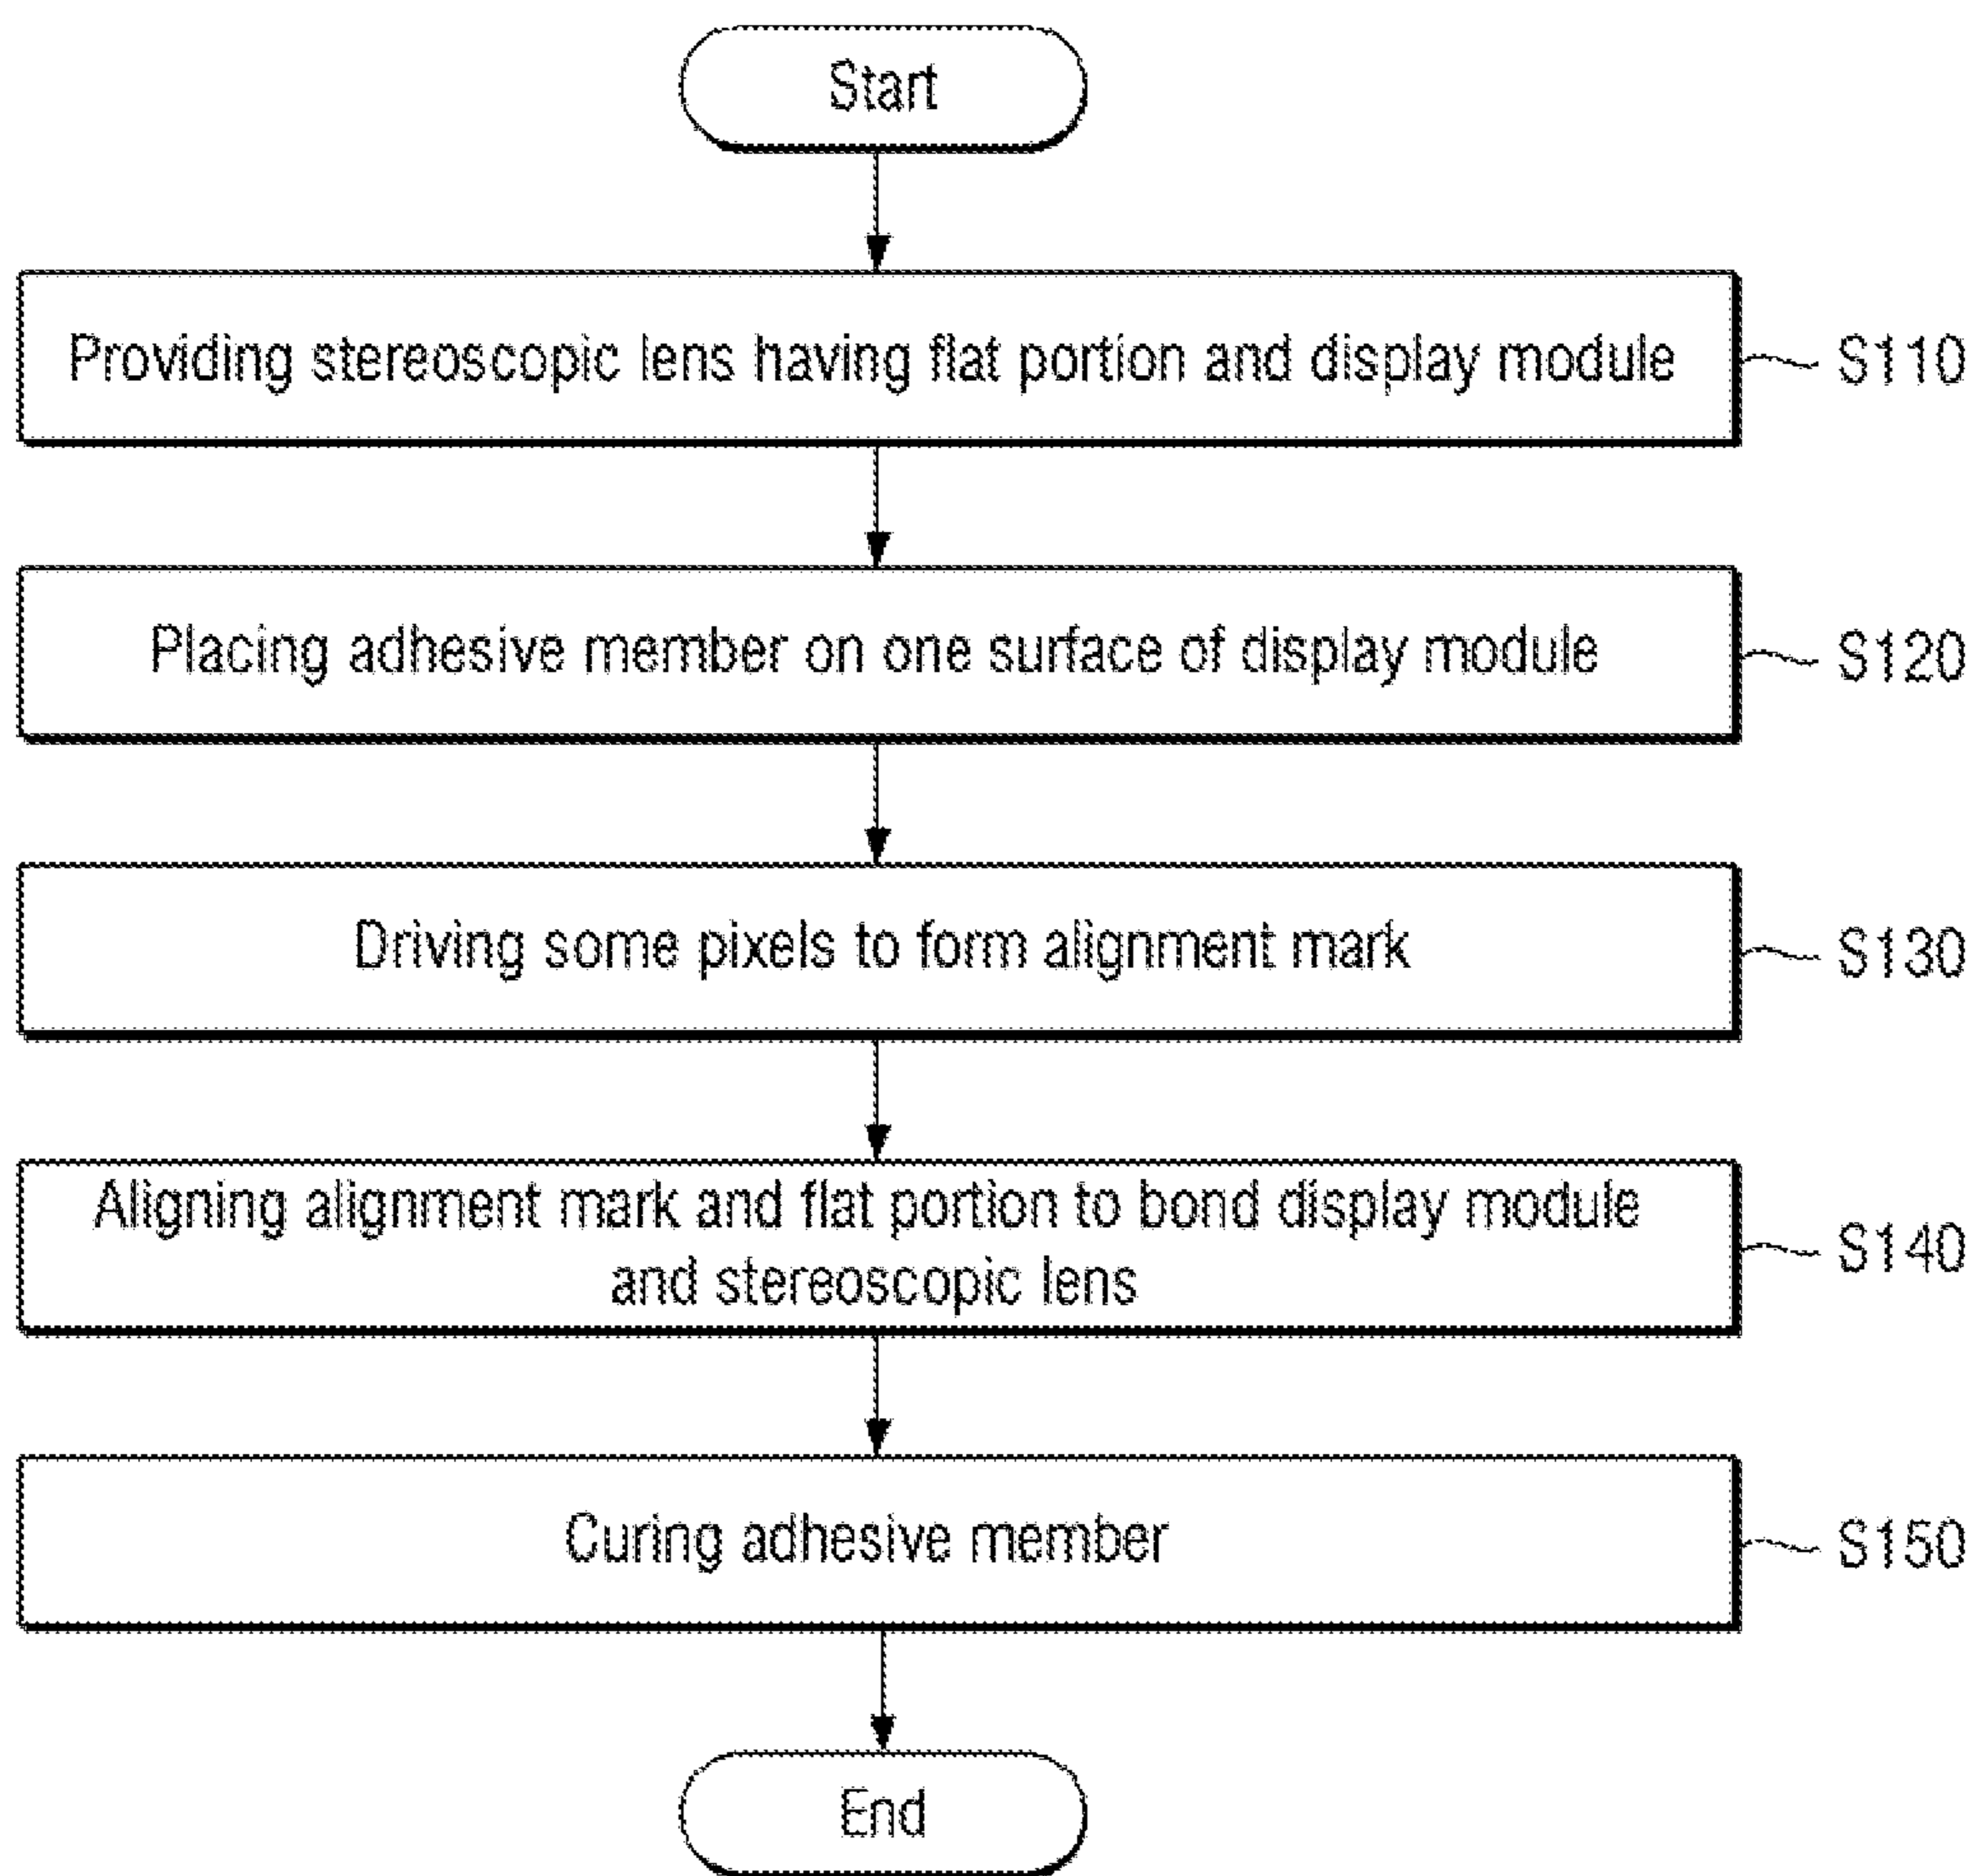 Start
Providing stereoscopic lens having flat portion and display module
S110
Placing adhesive member on one surface of display module
S120
Driving some pixels to form alignment mark
S130
Aligning alignment mark and flat portion to bond display module
and stereoscopic lens
S140
Curing adhesive member
S150
End